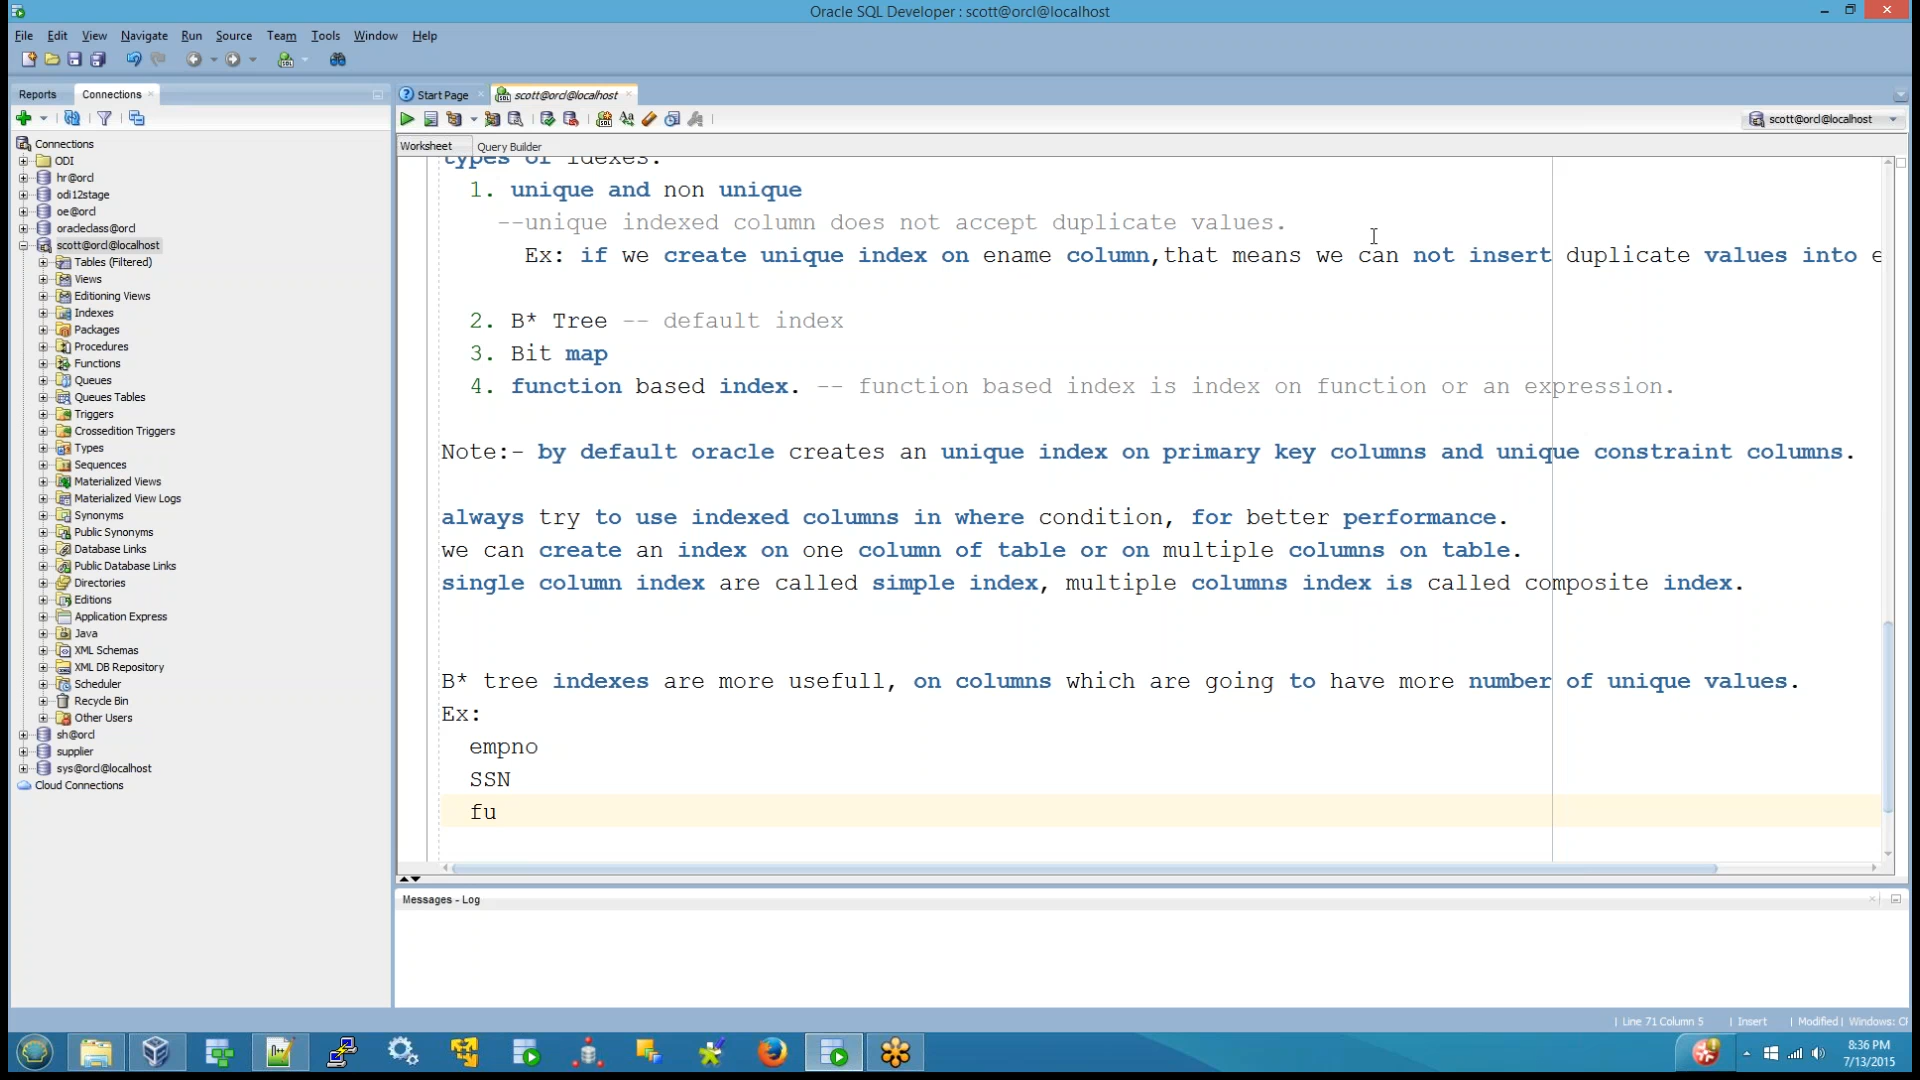 Oracle SQL Developer : scott@orcl@localhost
File Edit View Navigate Run Source Team Tools Window Help
Reports Connections
Start Page scott@orcl@localhost
scott@orcl@localhost
Worksheet Query Builder
Connections
ODI
hr@orcl
odi12stage
oe@orcl
oracleclass@orcl
scott@orcl@localhost
Tables (Filtered)
Views
Editioning Views
Indexes
Packages
Procedures
Functions
Queues
Queues Tables
Triggers
Crossedition Triggers
Types
Sequences
Materialized Views
Materialized View Logs
Synonyms
Public Synonyms
Database Links
Public Database Links
Directories
Editions
Application Express
Java
XML Schemas
XML DB Repository
Scheduler
Recycle Bin
Other Users
sh@orcl
supplier
sys@orcl@localhost
Cloud Connections
types of idexes:
1. unique and non unique
--unique indexed column does not accept duplicate values.
Ex: if we create unique index on ename column,that means we can not insert duplicate values into e
2. B* Tree -- default index
3. Bit map
4. function based index. -- function based index is index on function or an expression.
Note:- by default oracle creates an unique index on primary key columns and unique constraint columns.
always try to use indexed columns in where condition, for better performance.
we can create an index on one column of table or on multiple columns on table.
single column index are called simple index, multiple columns index is called composite index.
B* tree indexes are more usefull, on columns which are going to have more number of unique values.
Ex:
empno
SSN
fu
Messages - Log
Line 71 Column 5 | Insert | Modified | Windows: C
8:36 PM
7/13/2015